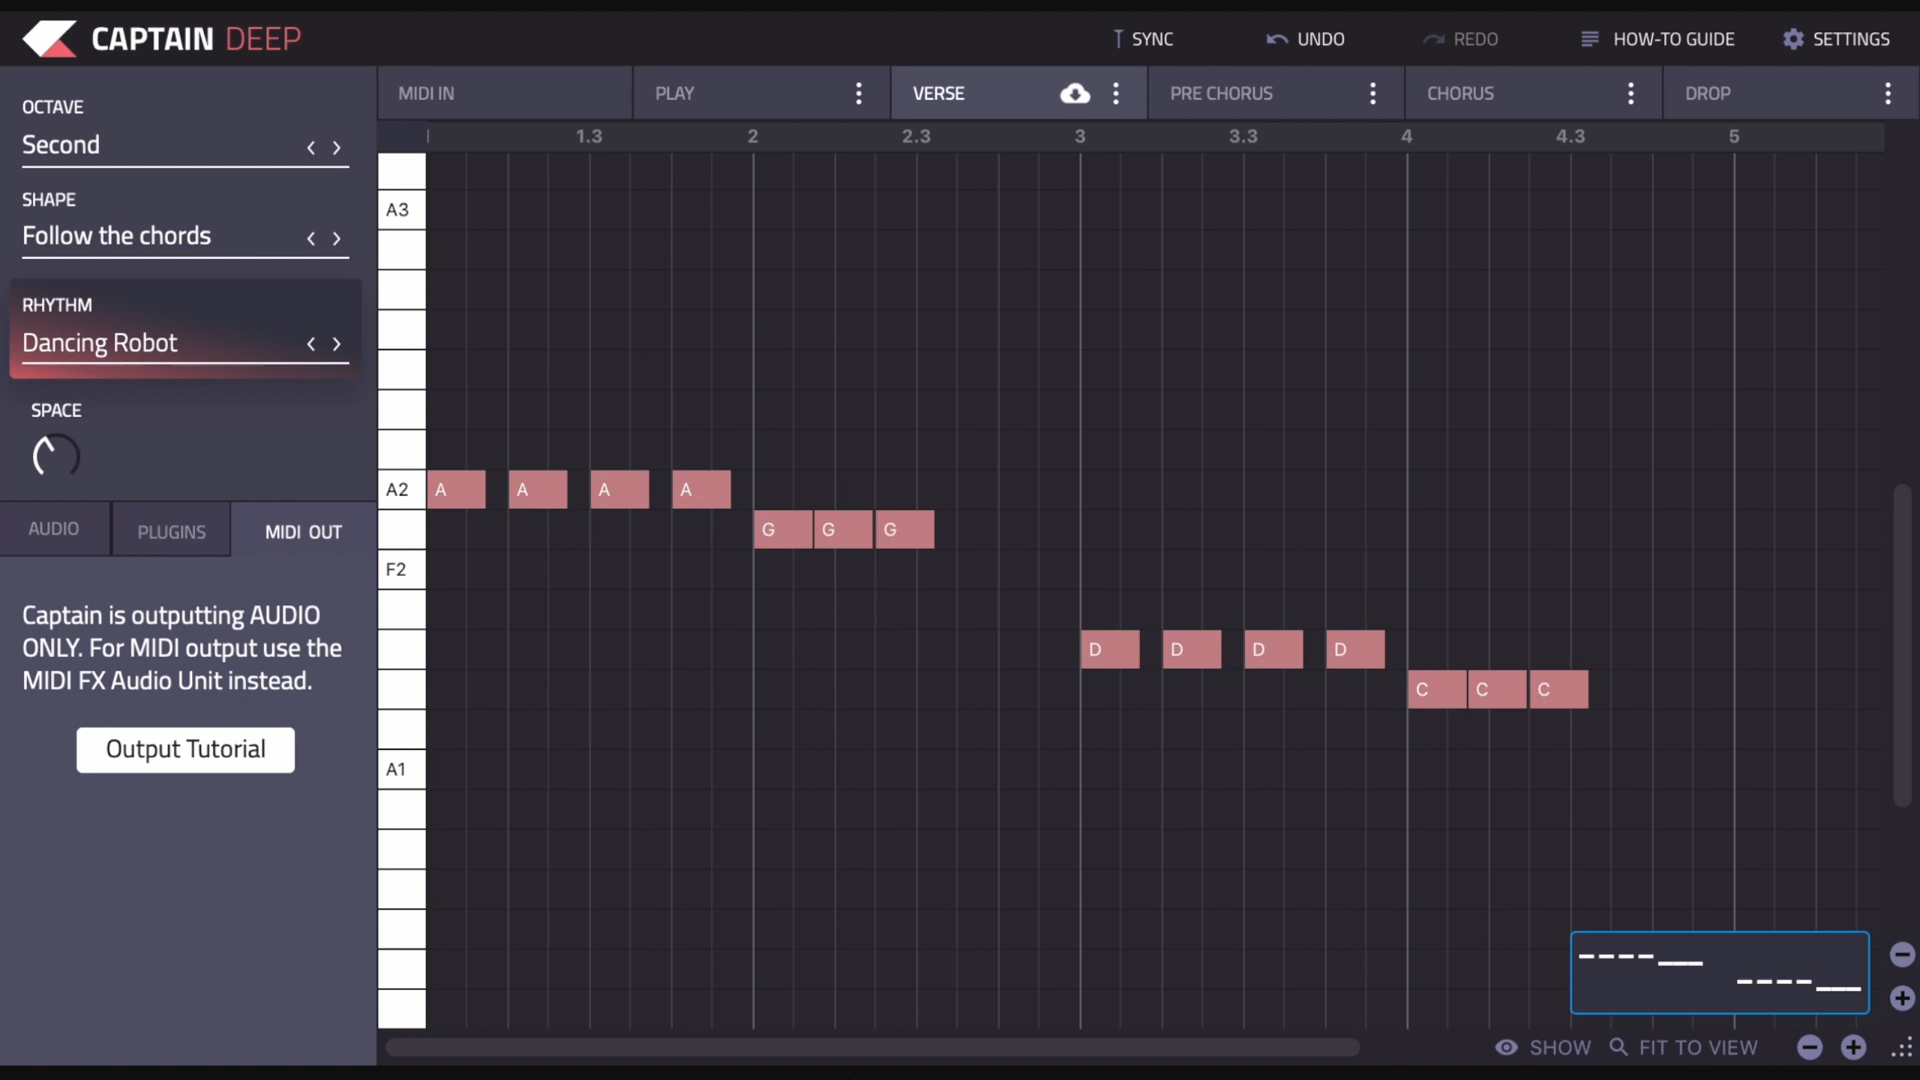 CAPTAIN DEEP
SYNC
UNDO
REDO
HOW-TO GUIDE
SETTINGS
MIDI IN
PLAY
VERSE
PRE CHORUS
CHORUS
DROP
OCTAVE
Second
SHAPE
Follow the chords
RHYTHM
Dancing Robot
SPACE
AUDIO
PLUGINS
MIDI OUT
Captain is outputting AUDIO
ONLY. For MIDI output use the
MIDI FX Audio Unit instead.
Output Tutorial
1.3
2
2.3
3
3.3
4
4.3
5
A3
A2
A A A A
G G G
F2
D D D D
C C C
A1
SHOW
FIT TO VIEW